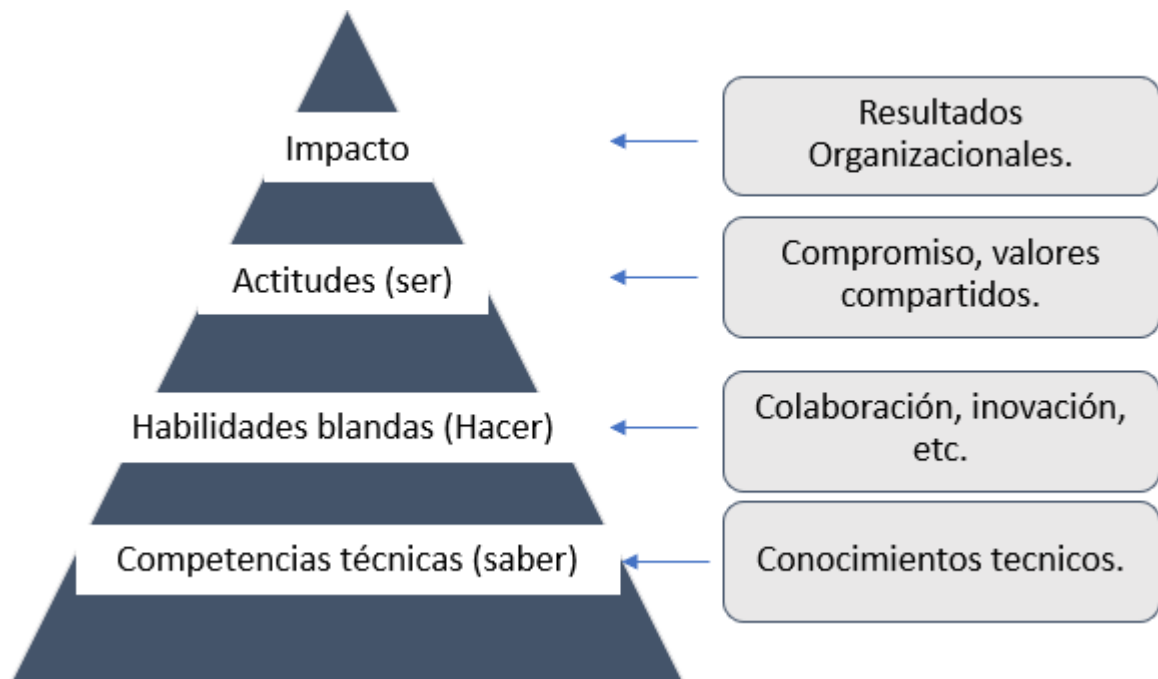 Impacto
Resultados
Organizacionales.
Actitudes (ser)
Compromiso, valores
compartidos.
Habilidades blandas (Hacer)
Colaboración, inovación,
etc.
Competencias técnicas (saber)
Conocimientos tecnicos.